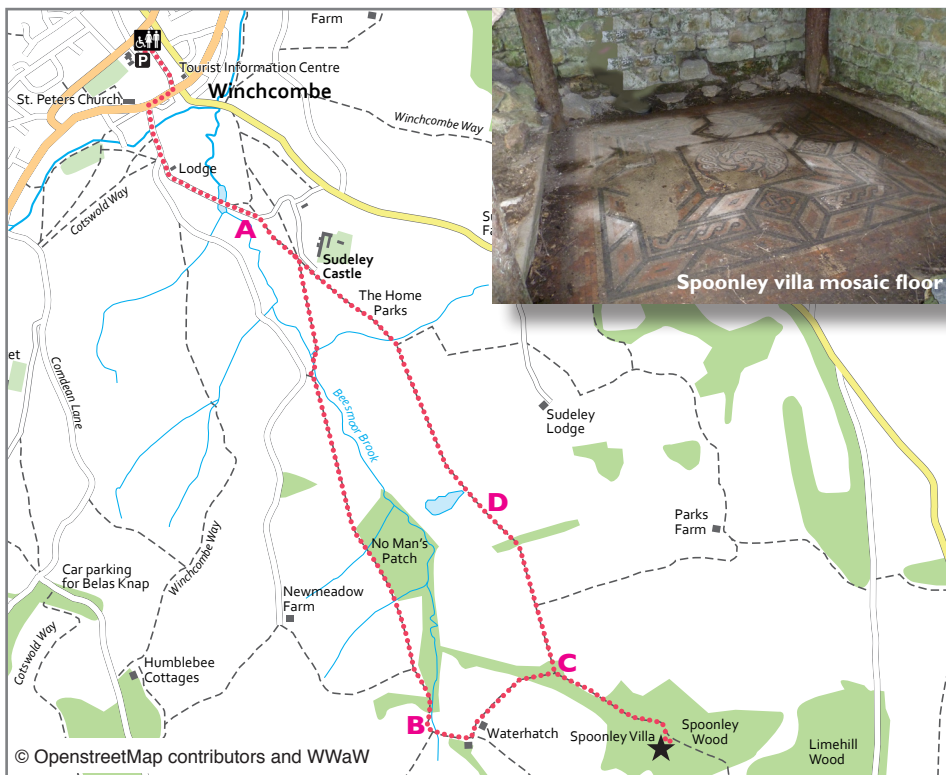 Farm
P
Tourist Information Centre
Winchcombe
St. Peters Church
Winchcombe Way
Lodge
Cotswold Way
A
Sudeley
Castle
The Home
Parks
Spoonley villa mosaic floor
et
Corndean Lane
Beesmoor Brook
Sudeley
Lodge
D
Parks
Farm
No Man's
Patch
Car parking
for Belas Knap
Winchcombe Way
Newmeadow
Farm
Cotswold Way
Humblebee
Cottages
C
B
Waterhatch
Spoonley Villa
Spoonley
Wood
Limehill
Wood
© OpenstreetMap contributors and WWaW